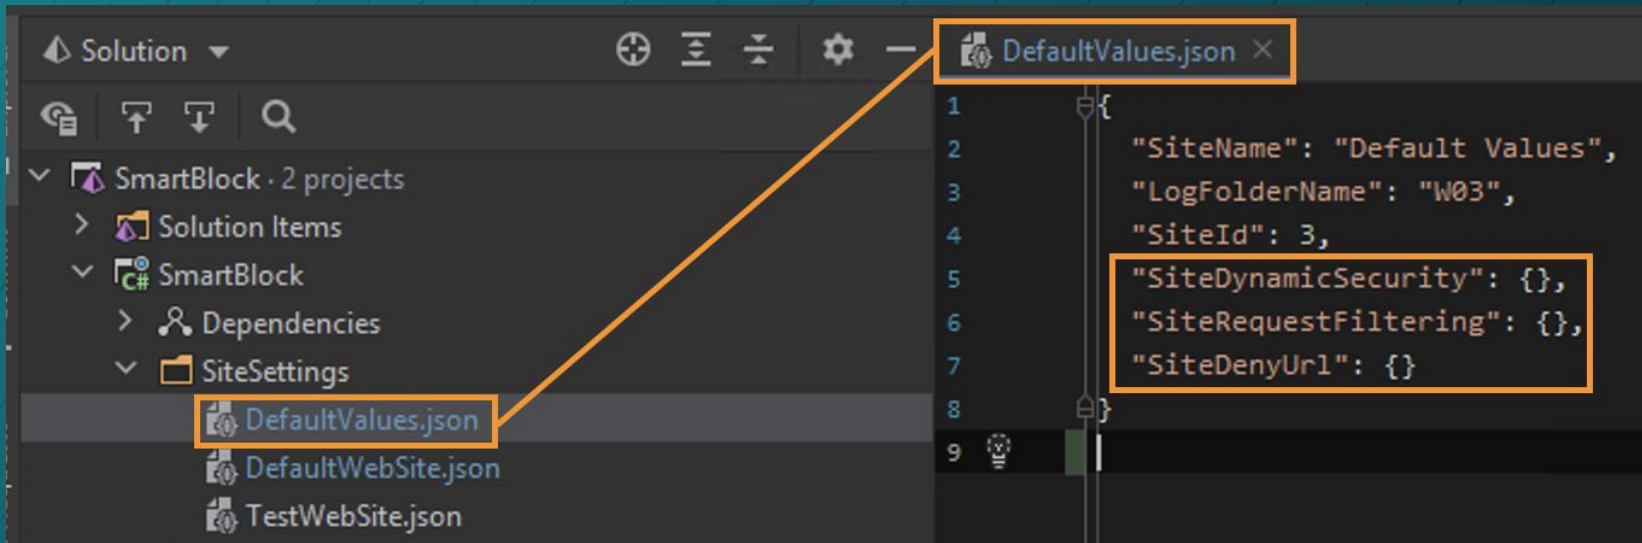 Solution
SmartBlock · 2 projects
Solution Items
C# SmartBlock
Dependencies
SiteSettings
DefaultValues.json
DefaultWebSite.json
TestWebSite.json
DefaultValues.json
1 {
2 "SiteName": "Default Values",
3 "LogFolderName": "W03",
4 "SiteId": 3,
5 "SiteDynamicSecurity": {},
6 "SiteRequestFiltering": {},
7 "SiteDenyUrl": {}
8 }
9